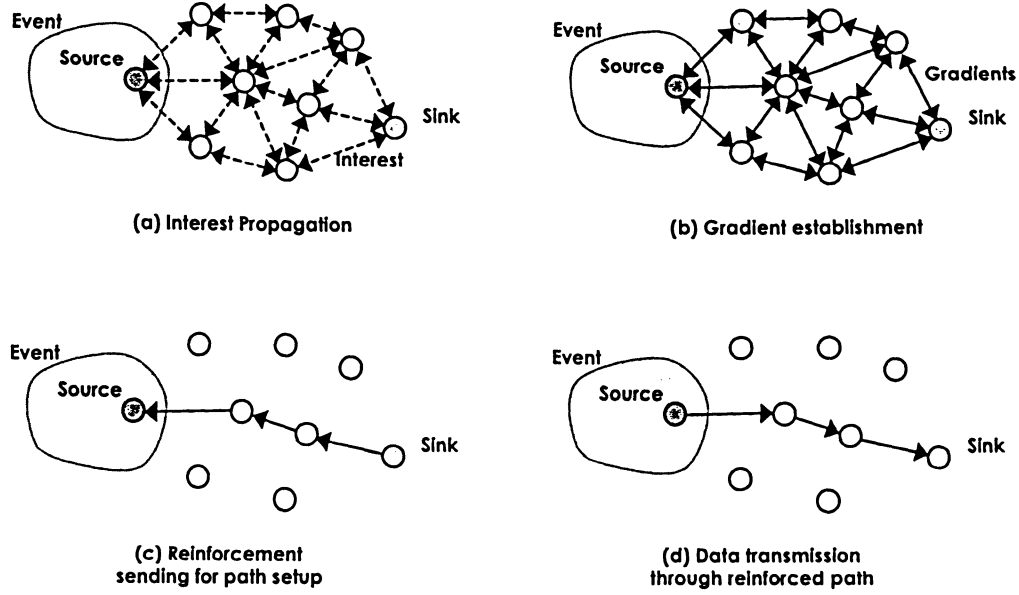 Event
Source
Sink
Interest
(a) Interest Propagation
Event
Source
Gradients
Sink
(b) Gradient establishment
Event
Source
Sink
(c) Reinforcement
sending for path setup
Event
Source
Sink
(d) Data transmission
through reinforced path